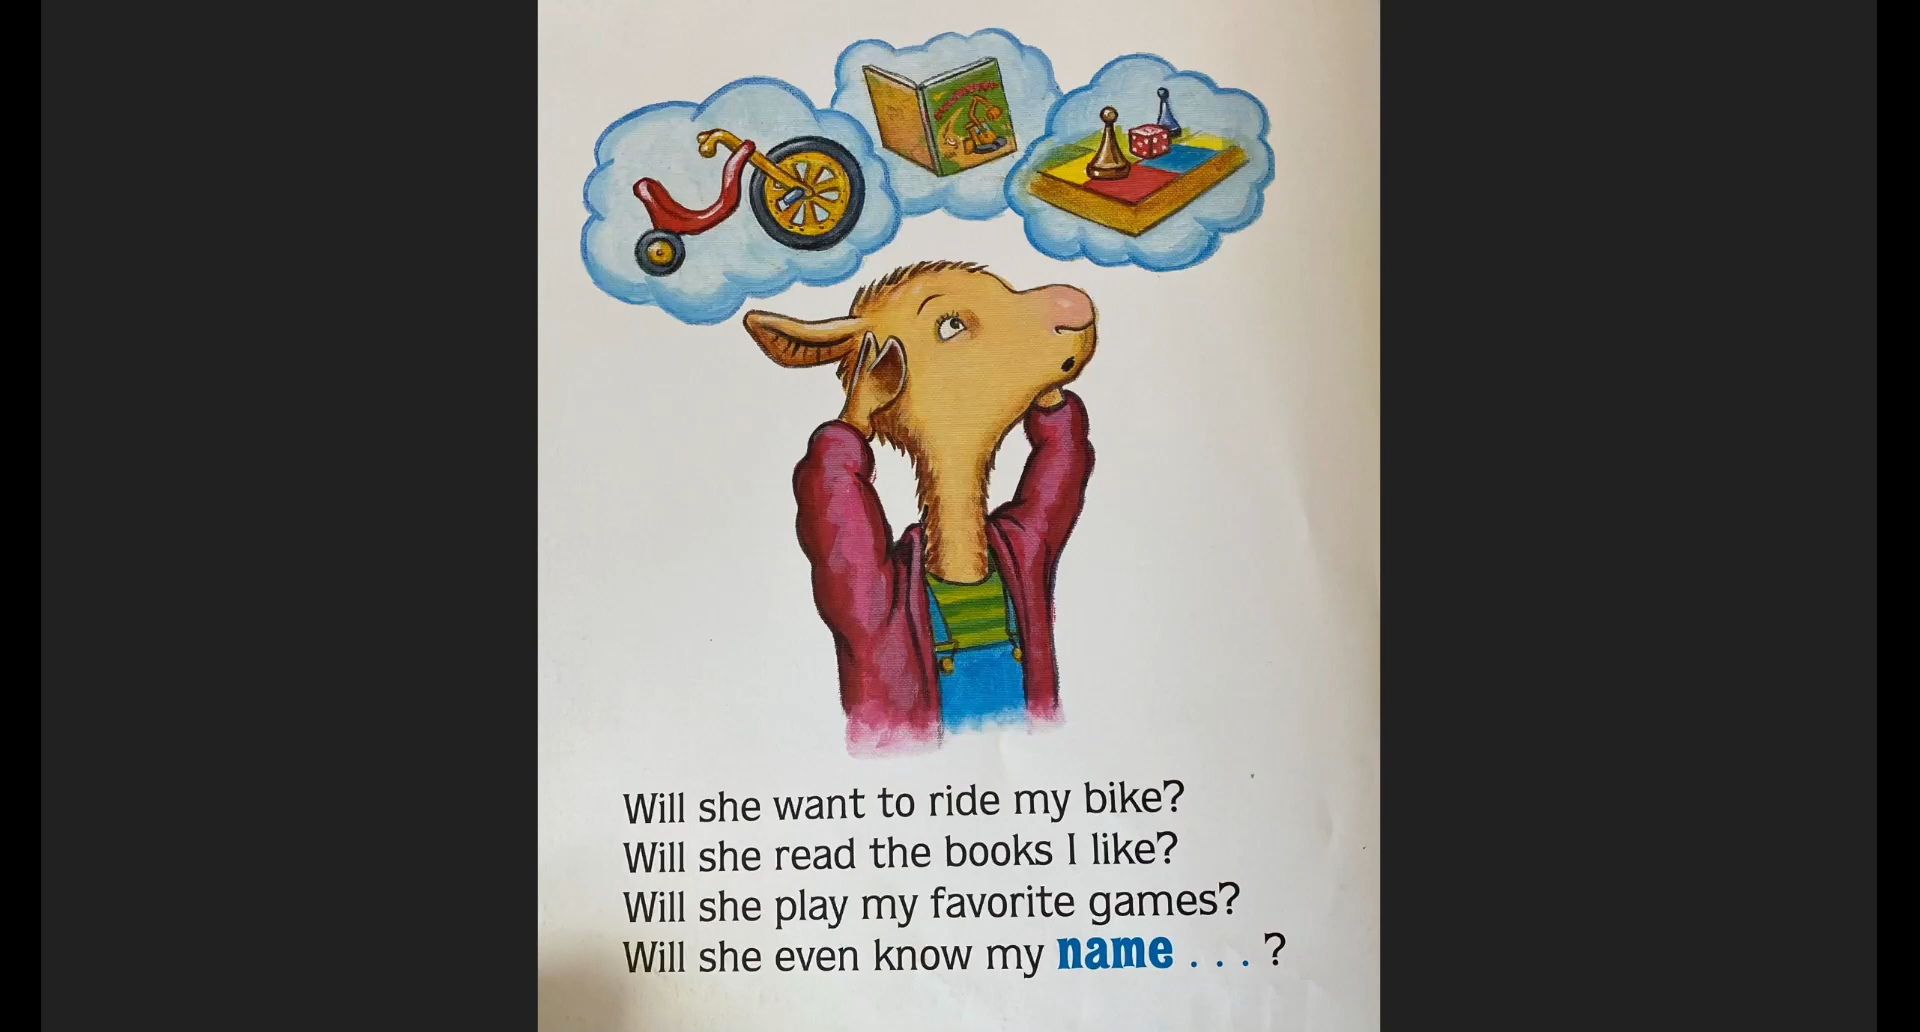 Will she want to ride my bike?
Will she read the books I like?
Will she play my favorite games?
Will she even know my name . . . ?